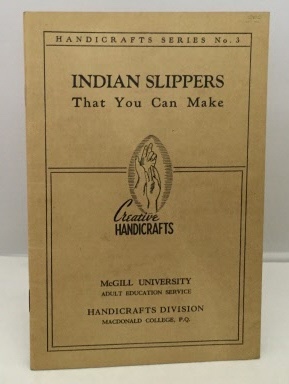 HANDICRAFTS SERIES No. 3
INDIAN SLIPPERS
That You Can Make
Creative
HANDICRAFTS
McGILL UNIVERSITY
ADULT EDUCATION SERVICE
HANDICRAFTS DIVISION
MACDONALD COLLEGE, P.Q.